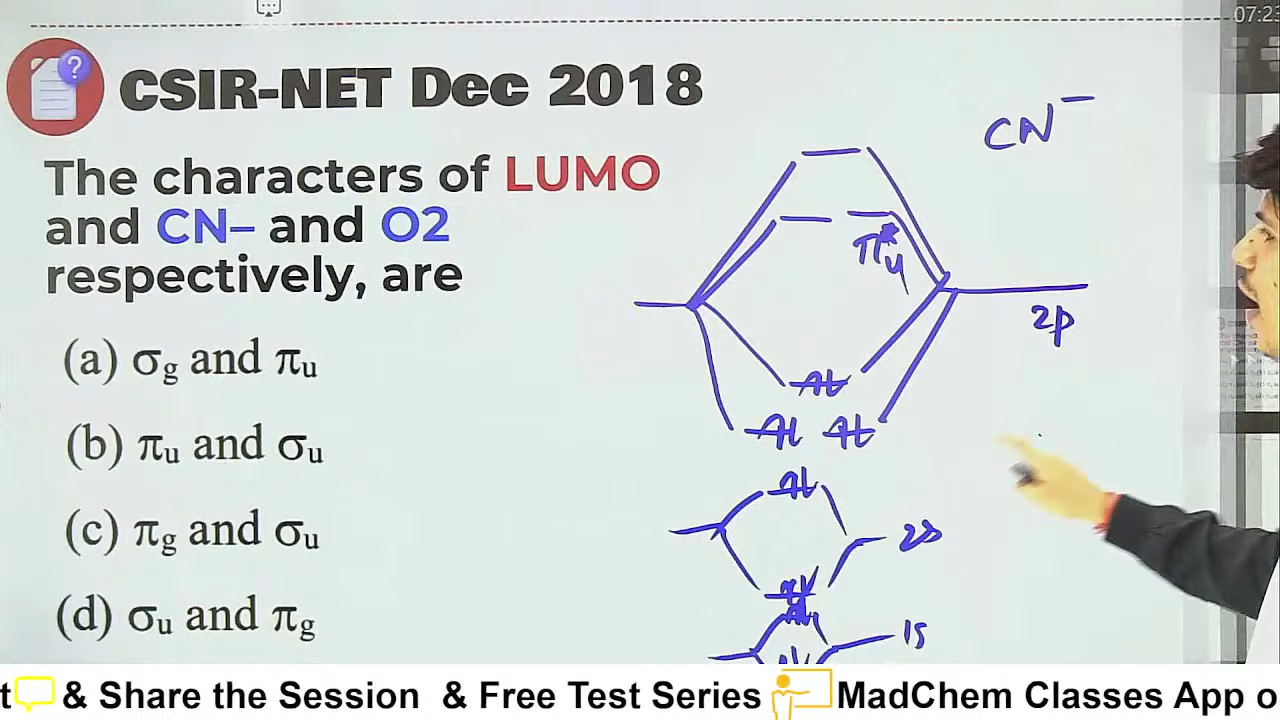 07:23
?
CSIR-NET Dec 2018
The characters of LUMO
and CN– and O2
respectively, are
(a) σg and πu
(b) πu and σu
(c) πg and σu
(d) σu and πg
CN⁻
π*u
2p
2s
1s
t & Share the Session & Free Test Series MadChem Classes App o